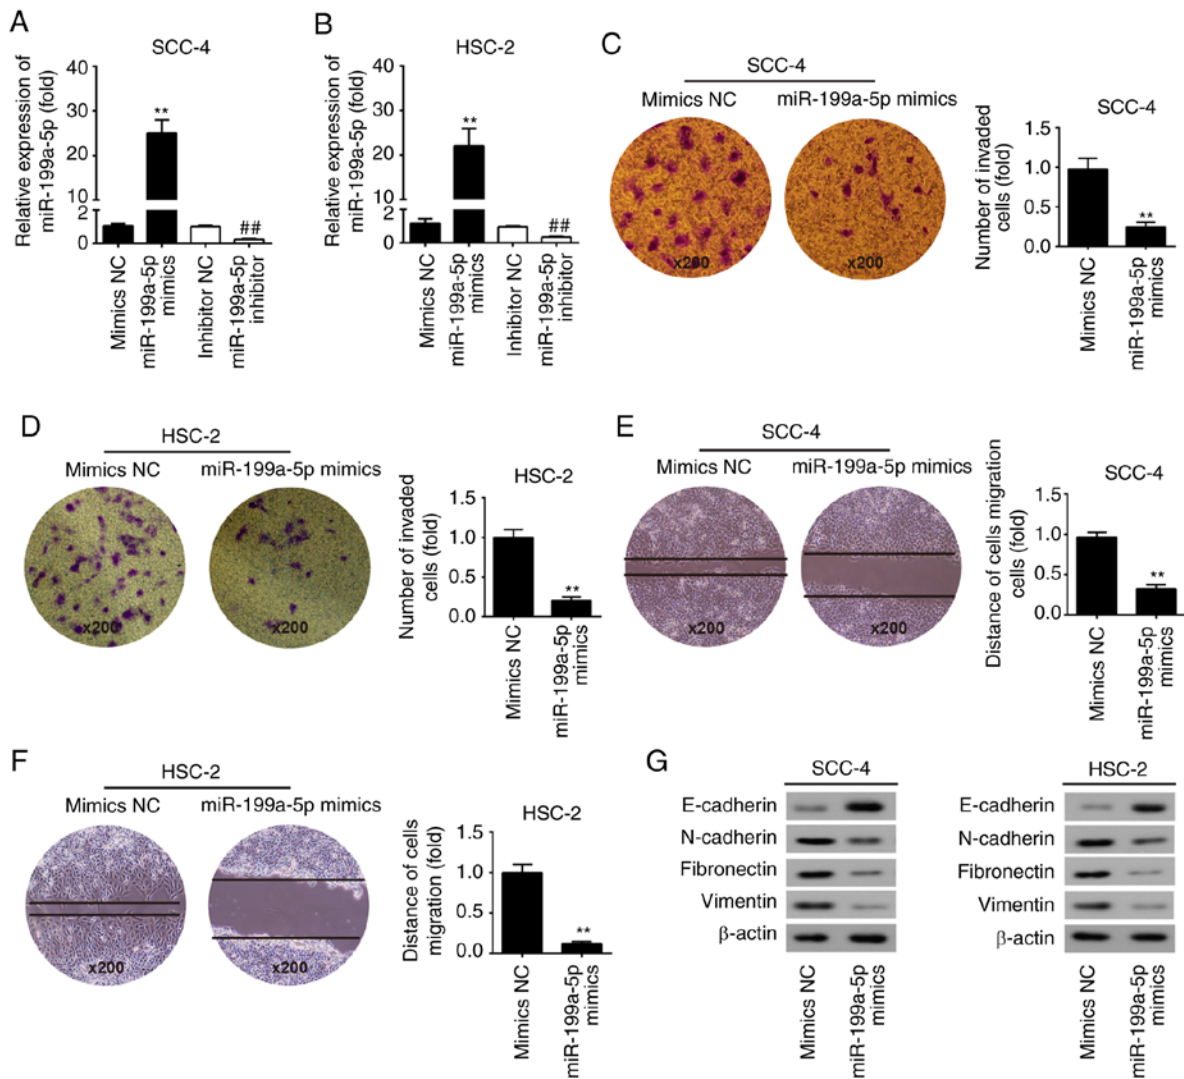 A
SCC-4
Relative expression of
miR-199a-5p (fold)
40
30
20
10
2
0
**
##
Mimics NC
miR-199a-5p
mimics
Inhibitor NC
miR-199a-5p
inhibitor
B
HSC-2
Relative expression of
miR-199a-5p (fold)
40
30
20
10
2
0
**
##
Mimics NC
miR-199a-5p
mimics
Inhibitor NC
miR-199a-5p
inhibitor
C
SCC-4
Mimics NC
miR-199a-5p mimics
x200
x200
SCC-4
Number of invaded
cells (fold)
1.5
1.0
0.5
0.0
**
Mimics NC
miR-199a-5p
mimics
D
HSC-2
Mimics NC
miR-199a-5p mimics
x200
x200
HSC-2
Number of invaded
cells (fold)
1.5
1.0
0.5
0.0
**
Mimics NC
miR-199a-5p
mimics
E
SCC-4
Mimics NC
miR-199a-5p mimics
x200
x200
SCC-4
Distance of cells migration
cells (fold)
1.5
1.0
0.5
0.0
**
Mimics NC
miR-199a-5p
mimics
F
HSC-2
Mimics NC
miR-199a-5p mimics
x200
x200
HSC-2
Distance of cells
migration (fold)
1.5
1.0
0.5
0.0
**
Mimics NC
miR-199a-5p
mimics
G
SCC-4
E-cadherin
N-cadherin
Fibronectin
Vimentin
β-actin
Mimics NC
miR-199a-5p
mimics
HSC-2
E-cadherin
N-cadherin
Fibronectin
Vimentin
β-actin
Mimics NC
miR-199a-5p
mimics